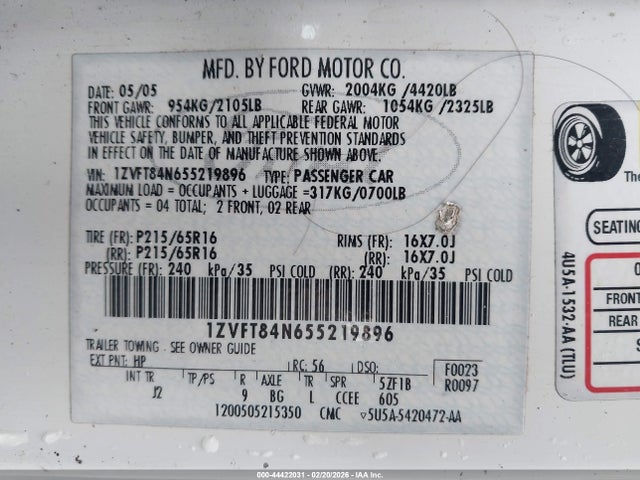 MFD. BY FORD MOTOR CO.
DATE: 05/05 GVWR: 2004KG /4420LB
FRONT GAWR: 954KG/2105LB REAR GAWR: 1054KG/2325LB
THIS VEHICLE CONFORMS TO ALL APPLICABLE FEDERAL MOTOR
VEHICLE SAFETY, BUMPER, AND THEFT PREVENTION STANDARDS
IN EFFECT ON THE DATE OF MANUFACTURE SHOWN ABOVE.
VIN: 1ZVFT84N655219896 TYPE: PASSENGER CAR
MAXIMUM LOAD = OCCUPANTS + LUGGAGE =317KG/0700LB
OCCUPANTS = 04 TOTAL; 2 FRONT, 02 REAR
TIRE (FR): P215/65R16 RIMS (FR): 16X7.0J
(RR): P215/65R16 (RR): 16X7.0J
PRESSURE (FR): 240 kPa/35 PSI COLD (RR): 240 kPa/35 PSI COLD
1ZVFT84N655219896
TRAILER TOWING - SEE OWNER GUIDE
EXT PNT: HP RC: 56 DSO: F0023
INT TR TP/PS R AXLE TR SPR 5ZF1B R0097
J2 9 BG L CCEE 605
1200505215350 CMC ▽5U5A-5420472-AA
The
SEATING
4U5A-1532-AA (TLU)
FRONT
REAR
S
000-44422031 - 02/20/2026 - IAAI, Inc.